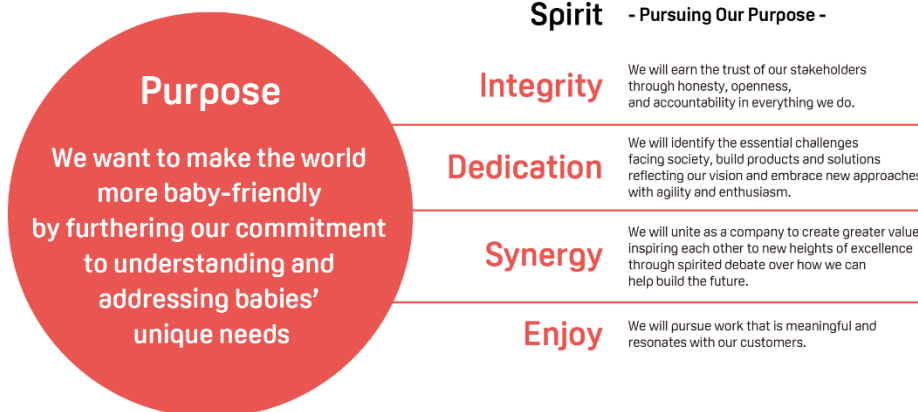 Purpose
We want to make the world
more baby-friendly
by furthering our commitment
to understanding and
addressing babies'
unique needs
Spirit - Pursuing Our Purpose -
Integrity
We will earn the trust of our stakeholders
through honesty, openness,
and accountability in everything we do.
Dedication
We will identify the essential challenges
facing society, build products and solutions
reflecting our vision and embrace new approaches
with agility and enthusiasm.
Synergy
We will unite as a company to create greater value
inspiring each other to new heights of excellence
through spirited debate over how we can
help build the future.
Enjoy
We will pursue work that is meaningful and
resonates with our customers.